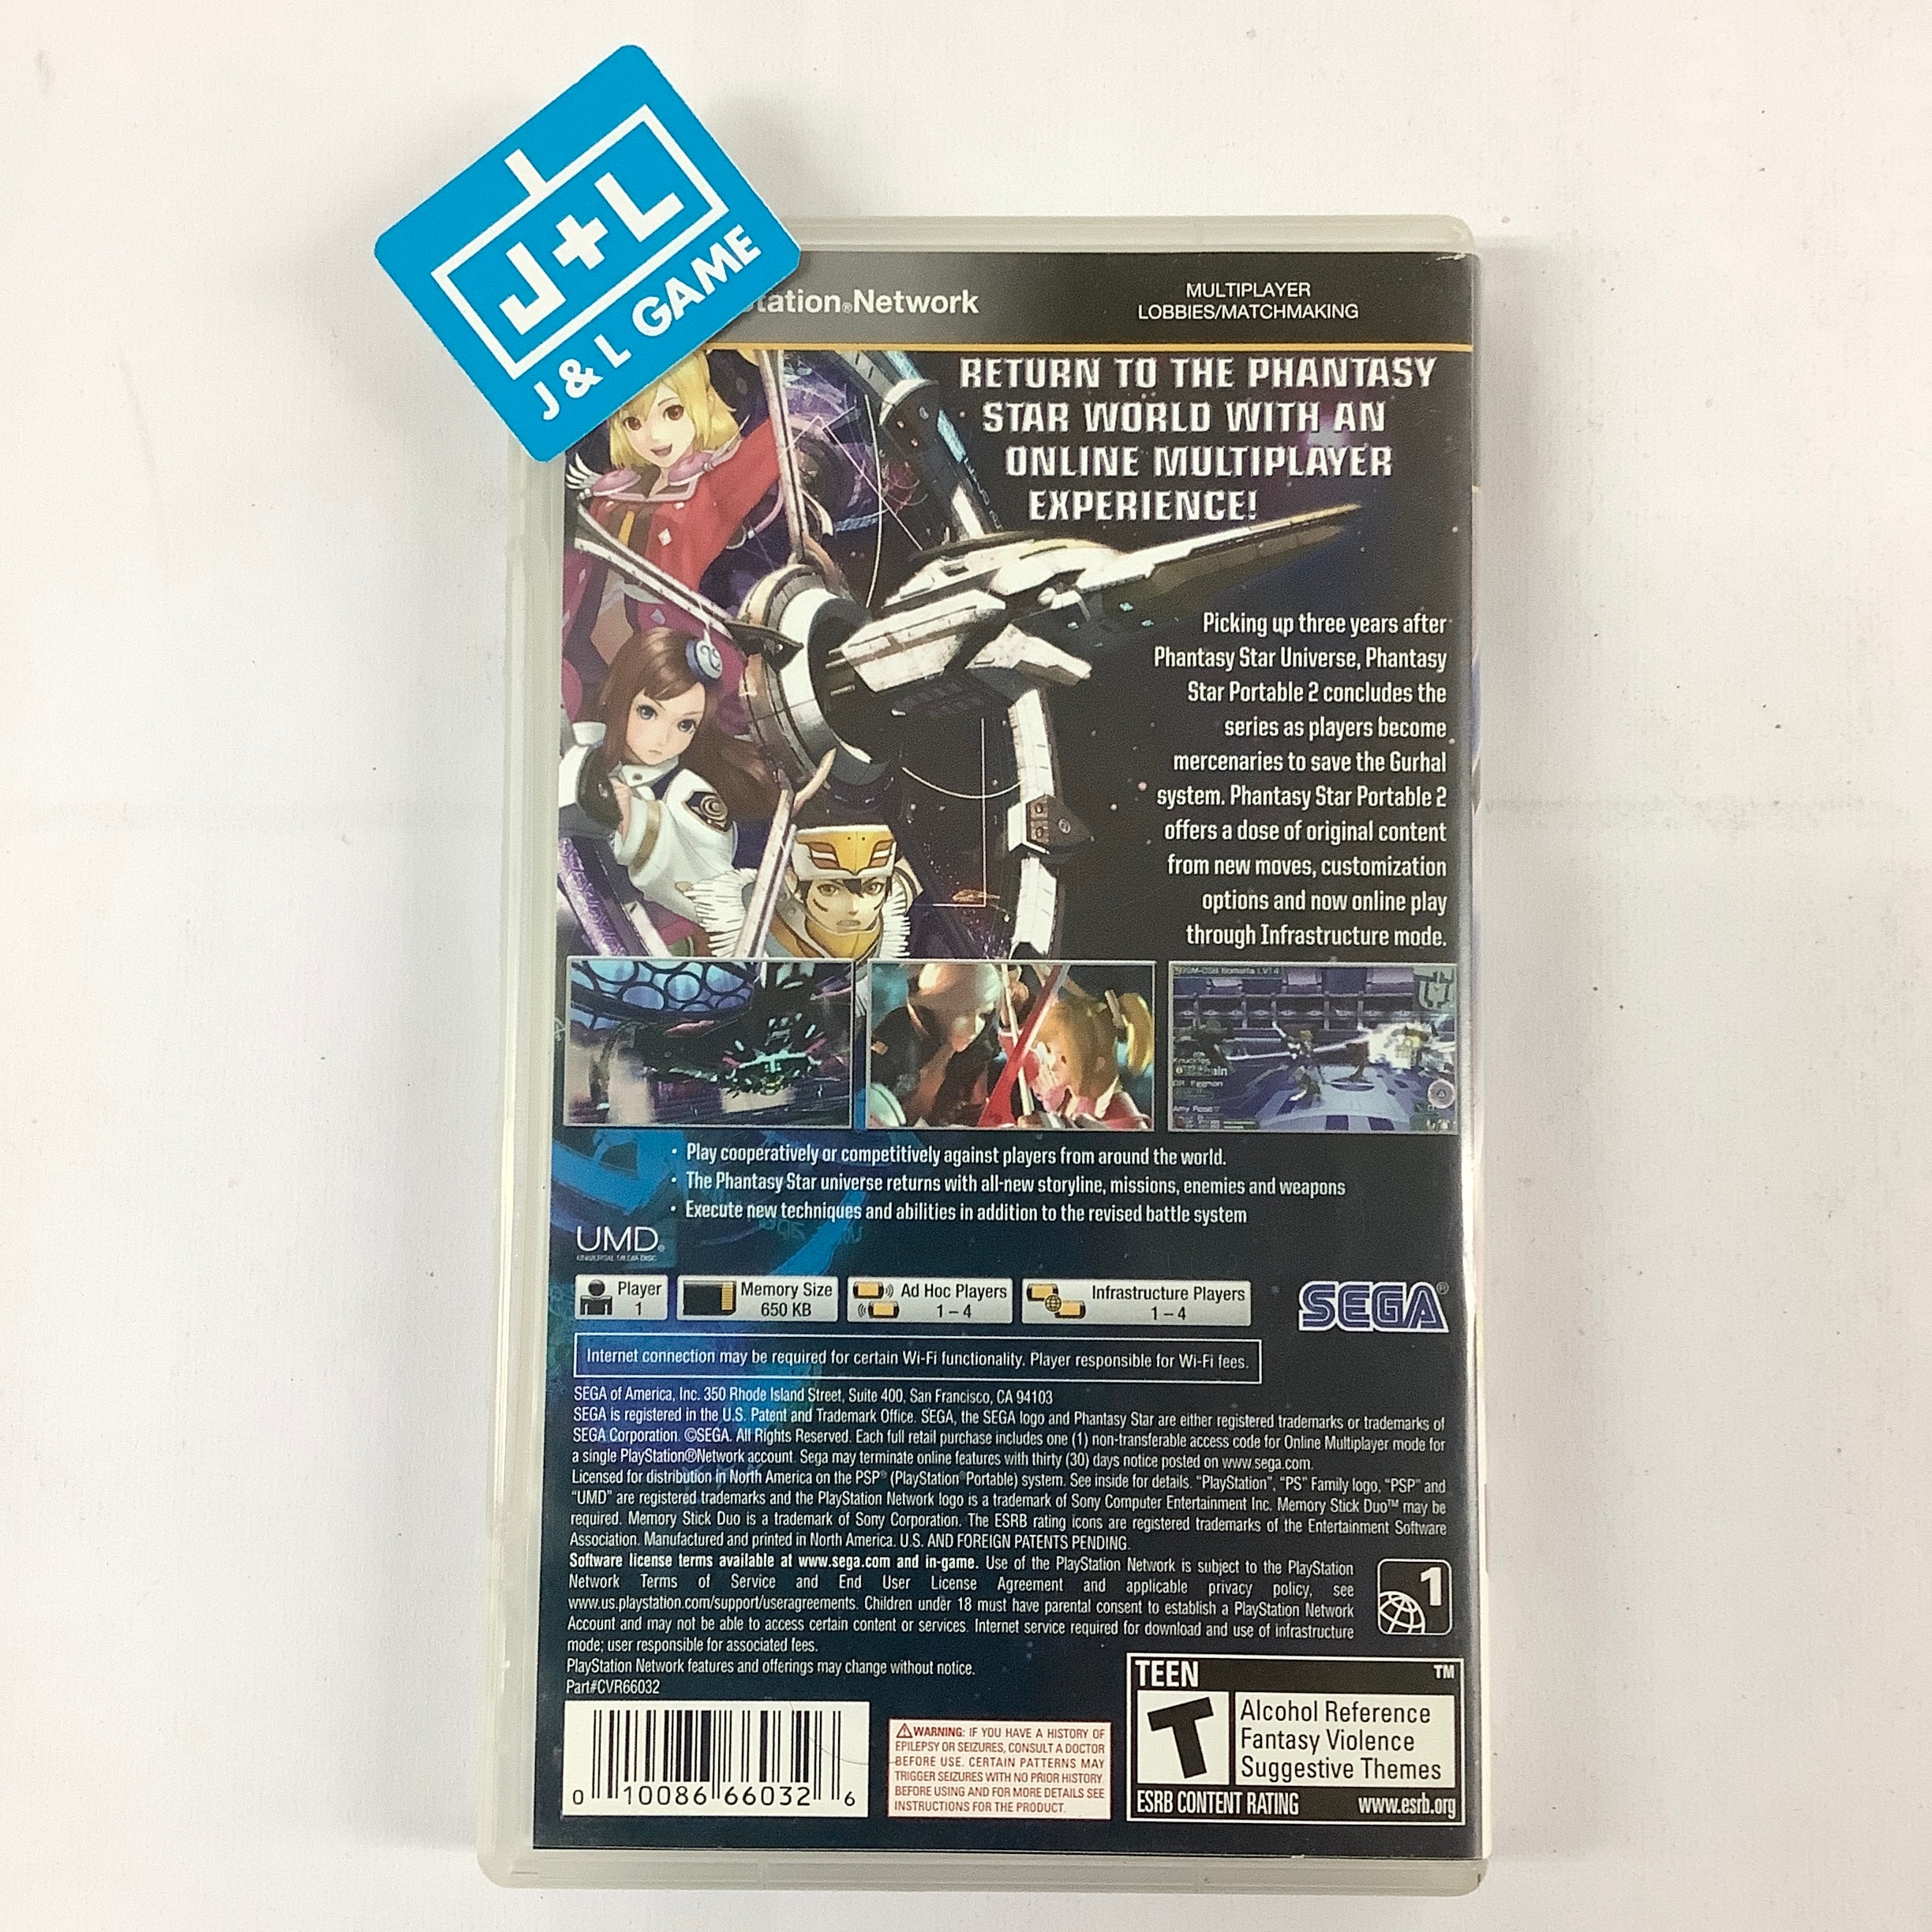 J+L
J & L GAME
Station®Network
MULTIPLAYER
LOBBIES/MATCHMAKING
RETURN TO THE PHANTASY
STAR WORLD WITH AN
ONLINE MULTIPLAYER
EXPERIENCE!
Picking up three years after
Phantasy Star Universe, Phantasy
Star Portable 2 concludes the
series as players become
mercenaries to save the Gurhal
system. Phantasy Star Portable 2
offers a dose of original content
from new moves, customization
options and now online play
through Infrastructure mode.
Knuckles
Amy Rose
• Play cooperatively or competitively against players from around the world.
• The Phantasy Star universe returns with all-new storyline, missions, enemies and weapons
• Execute new techniques and abilities in addition to the revised battle system
UMD®
UNIVERSAL MEDIA DISC
Player
1
Memory Size
650 KB
Ad Hoc Players
1 – 4
Infrastructure Players
1 – 4
SEGA®
Internet connection may be required for certain Wi-Fi functionality. Player responsible for Wi-Fi fees.
SEGA of America, Inc. 350 Rhode Island Street, Suite 400, San Francisco, CA 94103
SEGA is registered in the U.S. Patent and Trademark Office. SEGA, the SEGA logo and Phantasy Star are either registered trademarks or trademarks of
SEGA Corporation. ©SEGA. All Rights Reserved. Each full retail purchase includes one (1) non-transferable access code for Online Multiplayer mode for
a single PlayStation®Network account. Sega may terminate online features with thirty (30) days notice posted on www.sega.com.
Licensed for distribution in North America on the PSP® (PlayStation®Portable) system. See inside for details. "PlayStation", "PS" Family logo, "PSP" and
"UMD" are registered trademarks and the PlayStation Network logo is a trademark of Sony Computer Entertainment Inc. Memory Stick Duo™ may be
required. Memory Stick Duo is a trademark of Sony Corporation. The ESRB rating icons are registered trademarks of the Entertainment Software
Association. Manufactured and printed in North America. U.S. AND FOREIGN PATENTS PENDING.
Software license terms available at www.sega.com and in-game. Use of the PlayStation Network is subject to the PlayStation
Network Terms of Service and End User License Agreement and applicable privacy policy, see
www.us.playstation.com/support/useragreements. Children under 18 must have parental consent to establish a PlayStation Network
Account and may not be able to access certain content or services. Internet service required for download and use of infrastructure
mode; user responsible for associated fees.
PlayStation Network features and offerings may change without notice.
Part#CVR66032
1
0 10086 66032 6
WARNING: IF YOU HAVE A HISTORY OF
EPILEPSY OR SEIZURES, CONSULT A DOCTOR
BEFORE USE. CERTAIN PATTERNS MAY
TRIGGER SEIZURES WITH NO PRIOR HISTORY.
BEFORE USING AND FOR MORE DETAILS SEE
INSTRUCTIONS FOR THE PRODUCT.
TEEN
TM
T
Alcohol Reference
Fantasy Violence
Suggestive Themes
ESRB CONTENT RATING
www.esrb.org